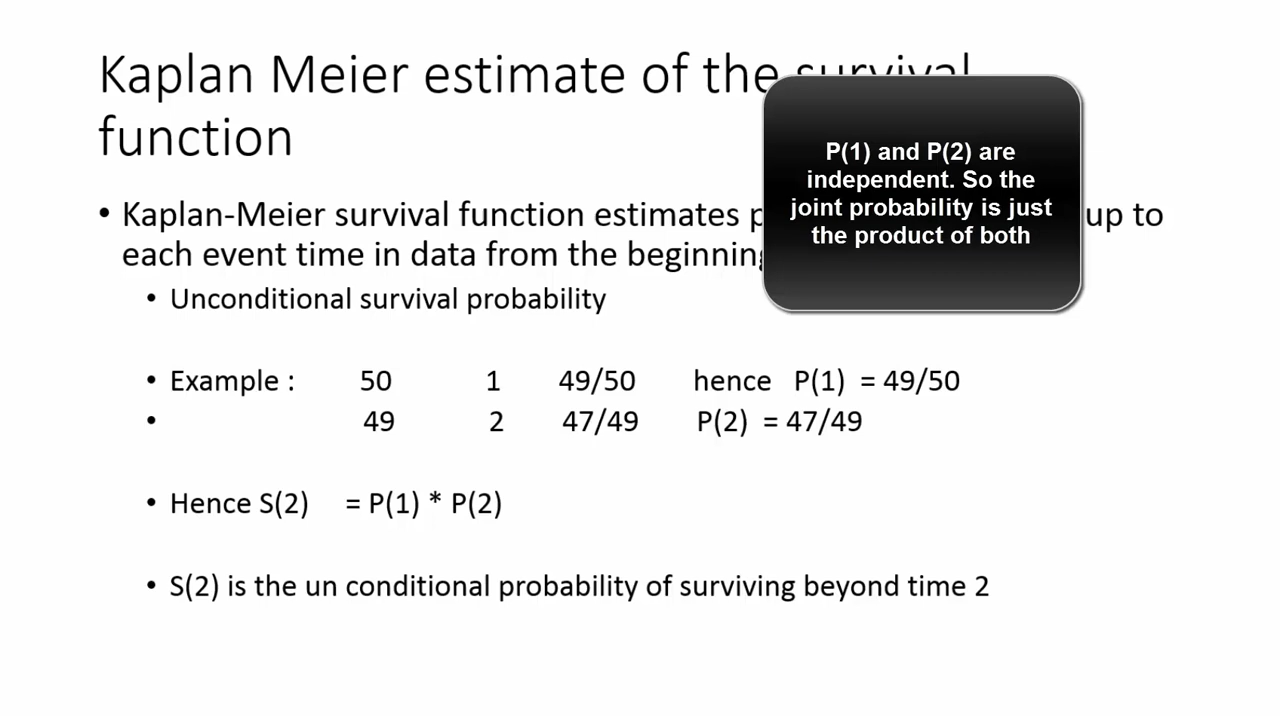 Kaplan Meier estimate of the survival
function
P(1) and P(2) are
independent. So the
joint probability is just
the product of both
• Kaplan-Meier survival function estimates up to
each event time in data from the beginning
• Unconditional survival probability
• Example : 50 1 49/50 hence P(1) = 49/50
• 49 2 47/49 P(2) = 47/49
• Hence S(2) = P(1) * P(2)
• S(2) is the un conditional probability of surviving beyond time 2